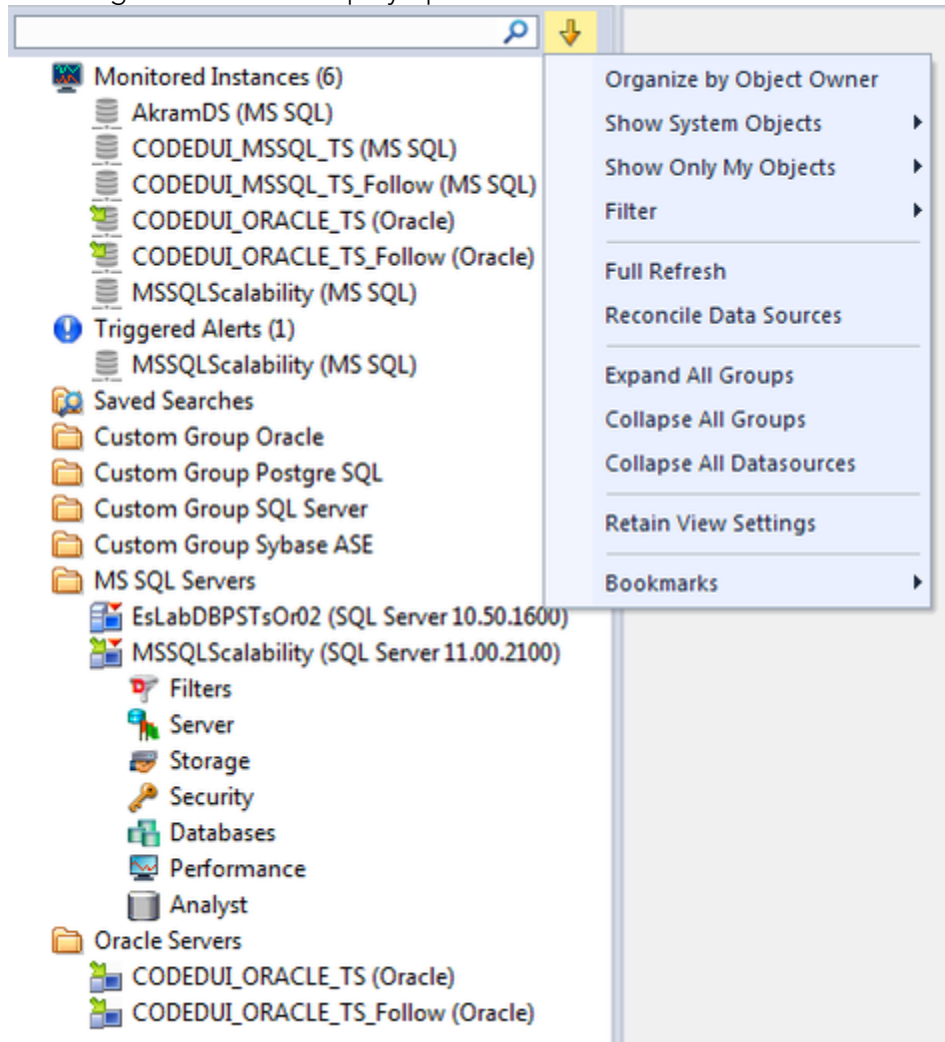 Monitored Instances (6)
AkramDS (MS SQL)
CODEDUI_MSSQL_TS (MS SQL)
CODEDUI_MSSQL_TS_Follow (MS SQL)
CODEDUI_ORACLE_TS (Oracle)
CODEDUI_ORACLE_TS_Follow (Oracle)
MSSQLScalability (MS SQL)
Triggered Alerts (1)
MSSQLScalability (MS SQL)
Saved Searches
Custom Group Oracle
Custom Group Postgre SQL
Custom Group SQL Server
Custom Group Sybase ASE
MS SQL Servers
EsLabDBPSTsOr02 (SQL Server 10.50.1600)
MSSQLScalability (SQL Server 11.00.2100)
Filters
Server
Storage
Security
Databases
Performance
Analyst
Oracle Servers
CODEDUI_ORACLE_TS (Oracle)
CODEDUI_ORACLE_TS_Follow (Oracle)
Organize by Object Owner
Show System Objects
Show Only My Objects
Filter
Full Refresh
Reconcile Data Sources
Expand All Groups
Collapse All Groups
Collapse All Datasources
Retain View Settings
Bookmarks